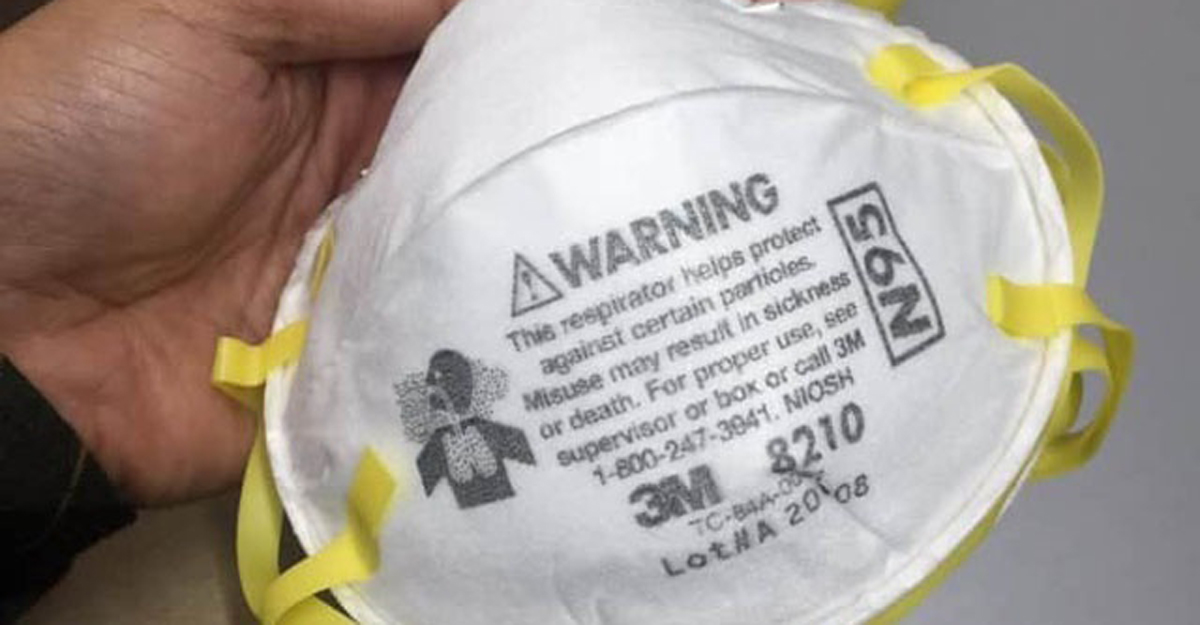 WARNING
This respirator helps protect
against certain particles.
Misuse may result in sickness
or death. For proper use, see
supervisor or box or call 3M
1-800-247-3941. NIOSH
3M 8210
Lot#A
N95